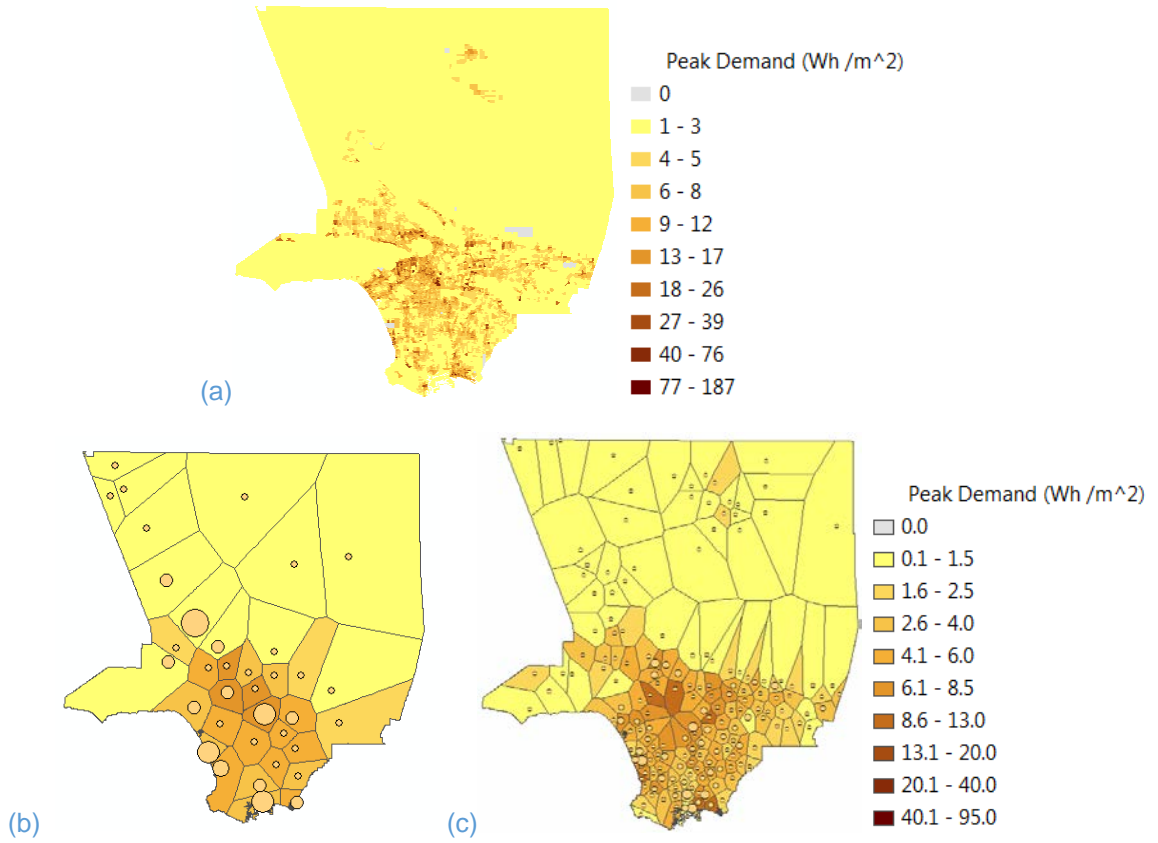 Peak Demand (Wh /m^2)
0
1 - 3
4 - 5
6 - 8
9 - 12
13 - 17
18 - 26
27 - 39
40 - 76
77 - 187
(a)
Peak Demand (Wh /m^2)
0.0
0.1 - 1.5
1.6 - 2.5
2.6 - 4.0
4.1 - 6.0
6.1 - 8.5
8.6 - 13.0
13.1 - 20.0
20.1 - 40.0
40.1 - 95.0
(b)
(c)